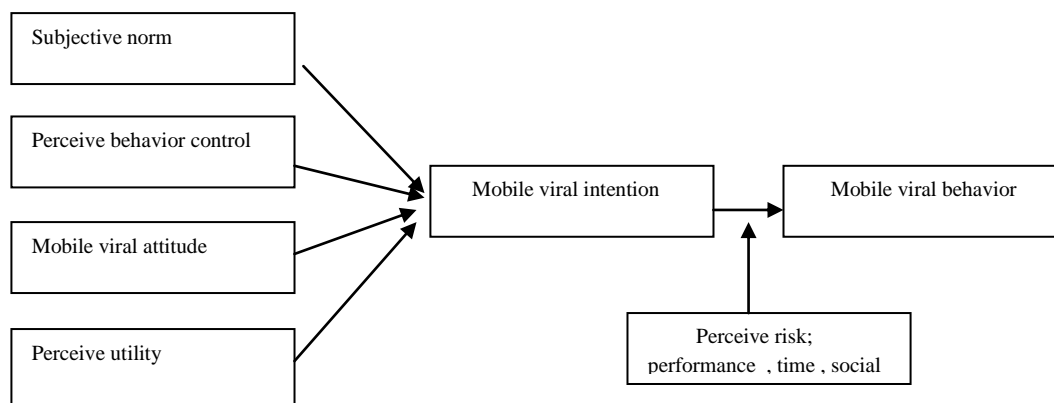 Subjective norm
Perceive behavior control
Mobile viral attitude
Perceive utility
Mobile viral intention
Mobile viral behavior
Perceive risk;
performance , time , social